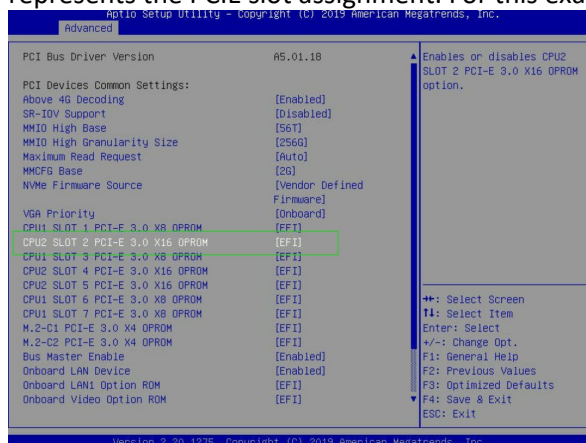 represents the PCIE slot assignment. For this exa
Aptio Setup Utility – Copyright (C) 2019 American Megatrends, Inc.
Advanced
PCI Bus Driver Version A5.01.18
PCI Devices Common Settings:
Above 4G Decoding [Enabled]
SR-IOV Support [Disabled]
MMIO High Base [56T]
MMIO High Granularity Size [256G]
Maximum Read Request [Auto]
MMCFG Base [2G]
NVMe Firmware Source [Vendor Defined
Firmware]
VGA Priority [Onboard]
CPU1 SLOT 1 PCI-E 3.0 X8 OPROM [EFI]
CPU2 SLOT 2 PCI-E 3.0 X16 OPROM [EFI]
CPU1 SLOT 3 PCI-E 3.0 X8 OPROM [EFI]
CPU2 SLOT 4 PCI-E 3.0 X16 OPROM [EFI]
CPU2 SLOT 5 PCI-E 3.0 X16 OPROM [EFI]
CPU1 SLOT 6 PCI-E 3.0 X8 OPROM [EFI]
CPU1 SLOT 7 PCI-E 3.0 X8 OPROM [EFI]
M.2-C1 PCI-E 3.0 X4 OPROM [EFI]
M.2-C2 PCI-E 3.0 X4 OPROM [EFI]
Bus Master Enable [Enabled]
Onboard LAN Device [Enabled]
Onboard LAN1 Option ROM [EFI]
Onboard Video Option ROM [EFI]
Enables or disables CPU2
SLOT 2 PCI-E 3.0 X16 OPROM
option.
→←: Select Screen
↑↓: Select Item
Enter: Select
+/-: Change Opt.
F1: General Help
F2: Previous Values
F3: Optimized Defaults
F4: Save & Exit
ESC: Exit
Version 2.20.1275. Copyright (C) 2019 American Megatrends, Inc.